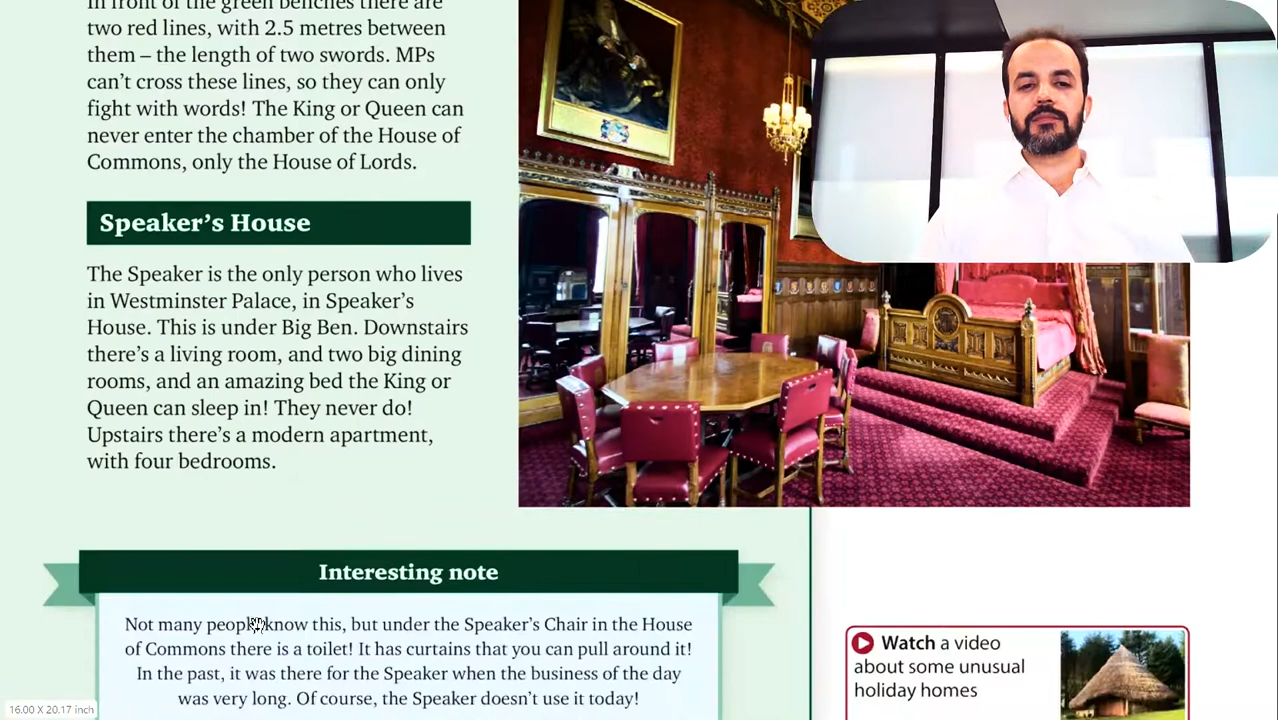 In front of the green benches there are
two red lines, with 2.5 metres between
them – the length of two swords. MPs
can't cross these lines, so they can only
fight with words! The King or Queen can
never enter the chamber of the House of
Commons, only the House of Lords.
Speaker's House
The Speaker is the only person who lives
in Westminster Palace, in Speaker's
House. This is under Big Ben. Downstairs
there's a living room, and two big dining
rooms, and an amazing bed the King or
Queen can sleep in! They never do!
Upstairs there's a modern apartment,
with four bedrooms.
Interesting note
Not many people know this, but under the Speaker's Chair in the House
of Commons there is a toilet! It has curtains that you can pull around it!
In the past, it was there for the Speaker when the business of the day
was very long. Of course, the Speaker doesn't use it today!
Watch a video
about some unusual
holiday homes
16.00 X 20.17 inch